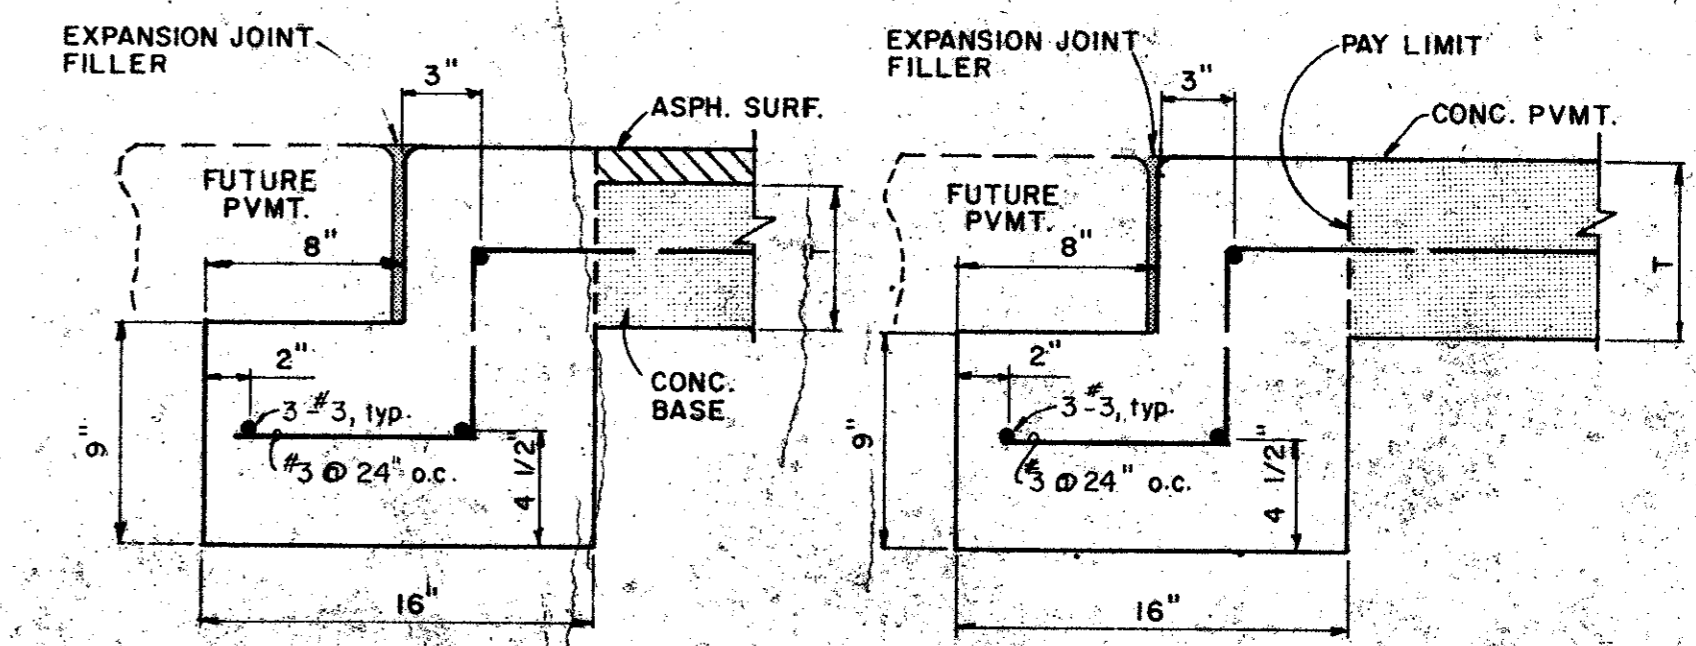 EXPANSION JOINT
FILLER
3"
ASPH. SURF.
FUTURE
PVMT.
8"
T
2"
3-#3, typ.
#3 @ 24" o.c.
CONC.
BASE
9"
4 1/2"
16"
EXPANSION JOINT
FILLER
3"
PAY LIMIT
CONC. PVMT.
FUTURE
PVMT.
8"
T
2"
3-#3, typ.
#3 @ 24" o.c.
9"
4 1/2"
16"